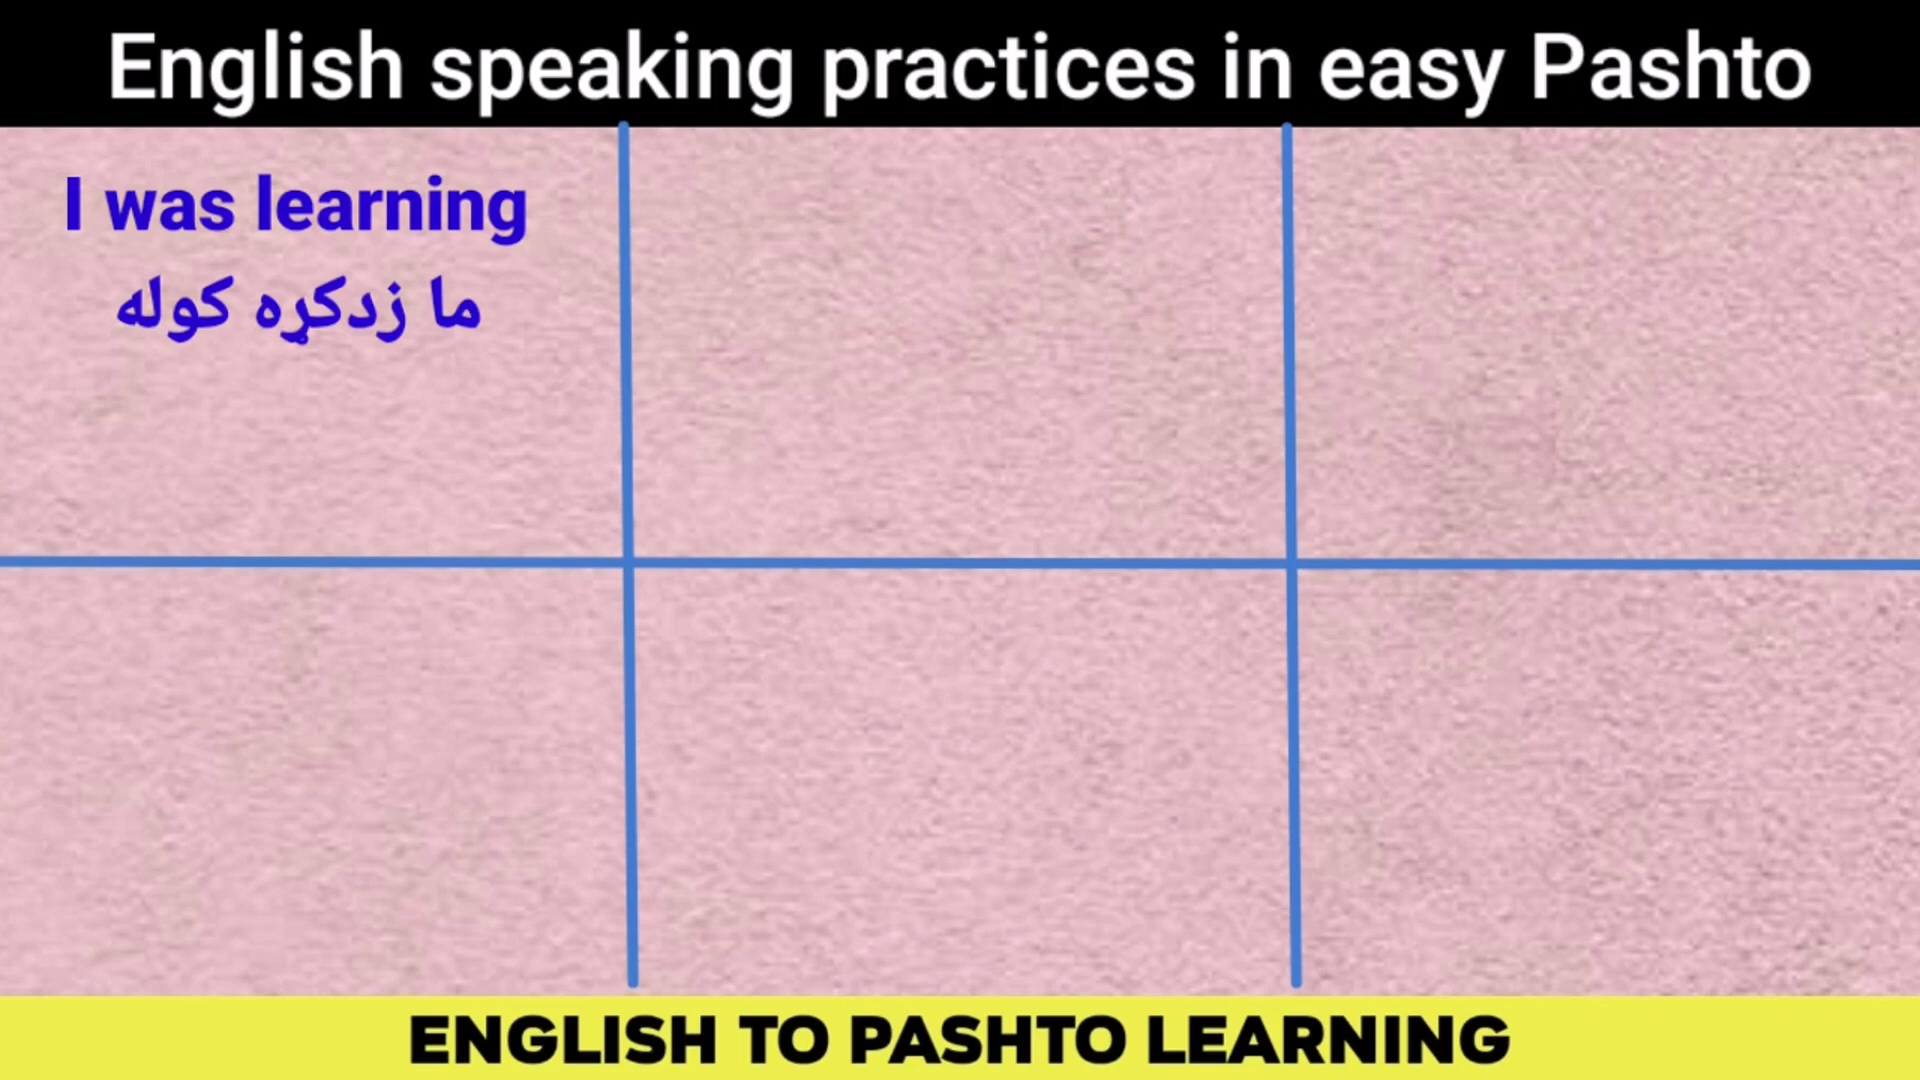 English speaking practices in easy Pashto
I was learning
ما زدکړه کوله
ENGLISH TO PASHTO LEARNING